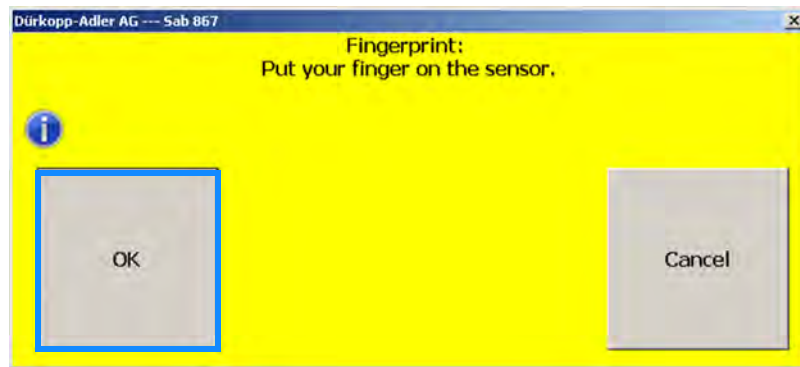 Dürkopp-Adler AG --- Sab 867
Fingerprint:
Put your finger on the sensor.
OK
Cancel